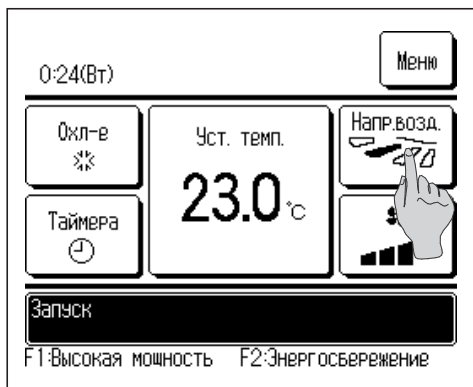 0:24(Вт)
Меню
Охл-е
Уст. темп.
Напр.возд.
23.0°C
Таймера
Запуск
F1:Высокая мощность F2:Энергосбережение